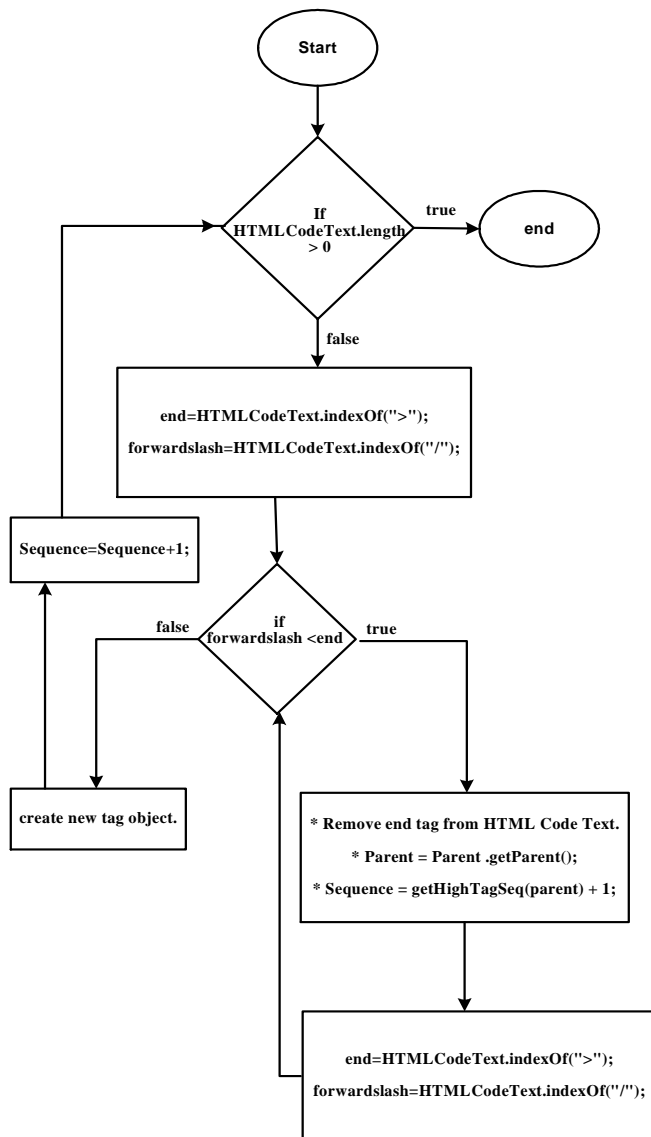 Start
If
HTMLCodeText.length
> 0
true
end
false
end=HTMLCodeText.indexOf(">");
forwardslash=HTMLCodeText.indexOf("/");
Sequence=Sequence+1;
if
forwardslash <end
false
true
create new tag object.
* Remove end tag from HTML Code Text.
* Parent = Parent .getParent();
* Sequence = getHighTagSeq(parent) + 1;
end=HTMLCodeText.indexOf(">");
forwardslash=HTMLCodeText.indexOf("/");